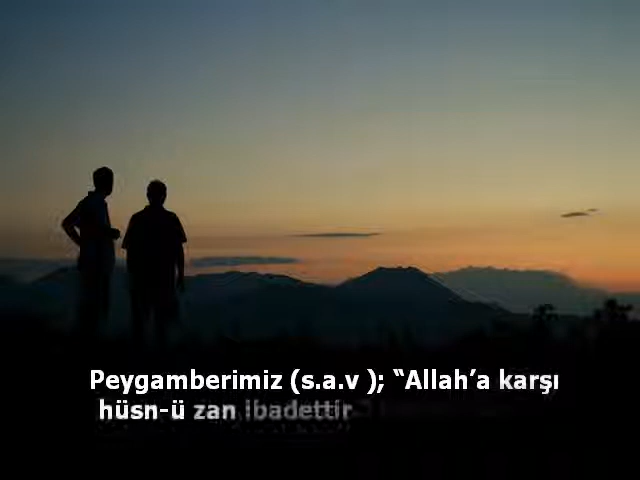 Peygamberimiz (s.a.v ); “Allah’a karşı
hüsn-ü zan ibadettir